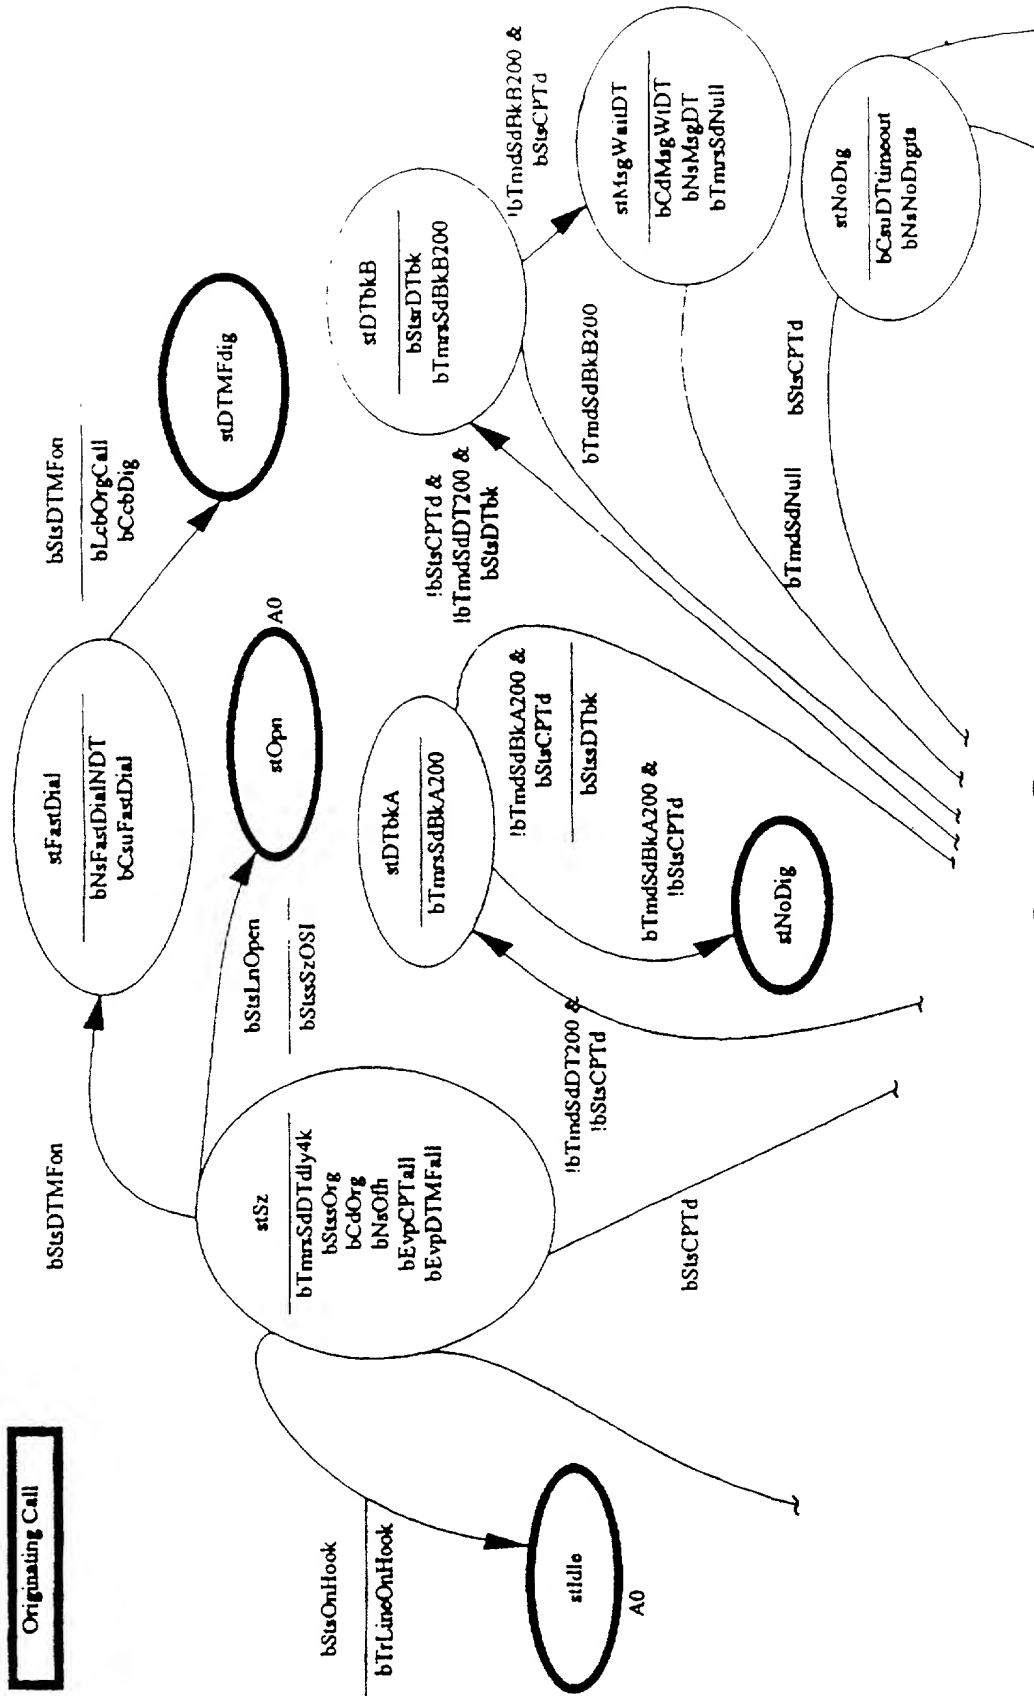 Originating Call
bStsOnHook
bTrLineOnHook
stIdle
A0
stSz
bTmrsSdDTdly4k
bStssOrg
bCdOrg
bNsOfh
bEvpCPTall
bEvpDTMFall
bStsDTMFon
bStsLnOpen
bStssSzOSI
stOpn
A0
stFastDial
bNsFastDialNDT
bCsuFastDial
bStsDTMFon
bLcbOrgCall
bCcbDig
stDTMFdig
bStsCPTd
!bTmdSdDT200 &
!bStsCPTd
stDTbkA
bTmrsSdBkA200
!bTmdSdBkA200 &
bStsCPTd
bStssDTbk
bTmdSdBkA200 &
!bStsCPTd
stNoDig
!bStsCPTd &
!bTmdSdDT200 &
bStsDTbk
stDTbkB
bStsrDTbk
bTmrsSdBkB200
!bTmdSdBkB200 &
bStsCPTd
bTmdSdBkB200
stMsgWaitDT
bCdMsgWtDT
bNsMsgDT
bTmrsSdNull
bTmdSdNull
bStsCPTd
stNoDig
bCsuDTtimeout
bNsNoDigits